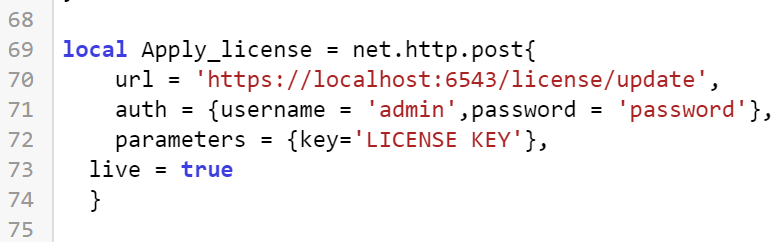 68
69 local Apply_license = net.http.post{
70 url = 'https://localhost:6543/license/update',
71 auth = {username = 'admin',password = 'password'},
72 parameters = {key='LICENSE KEY'},
73 live = true
74 }
75